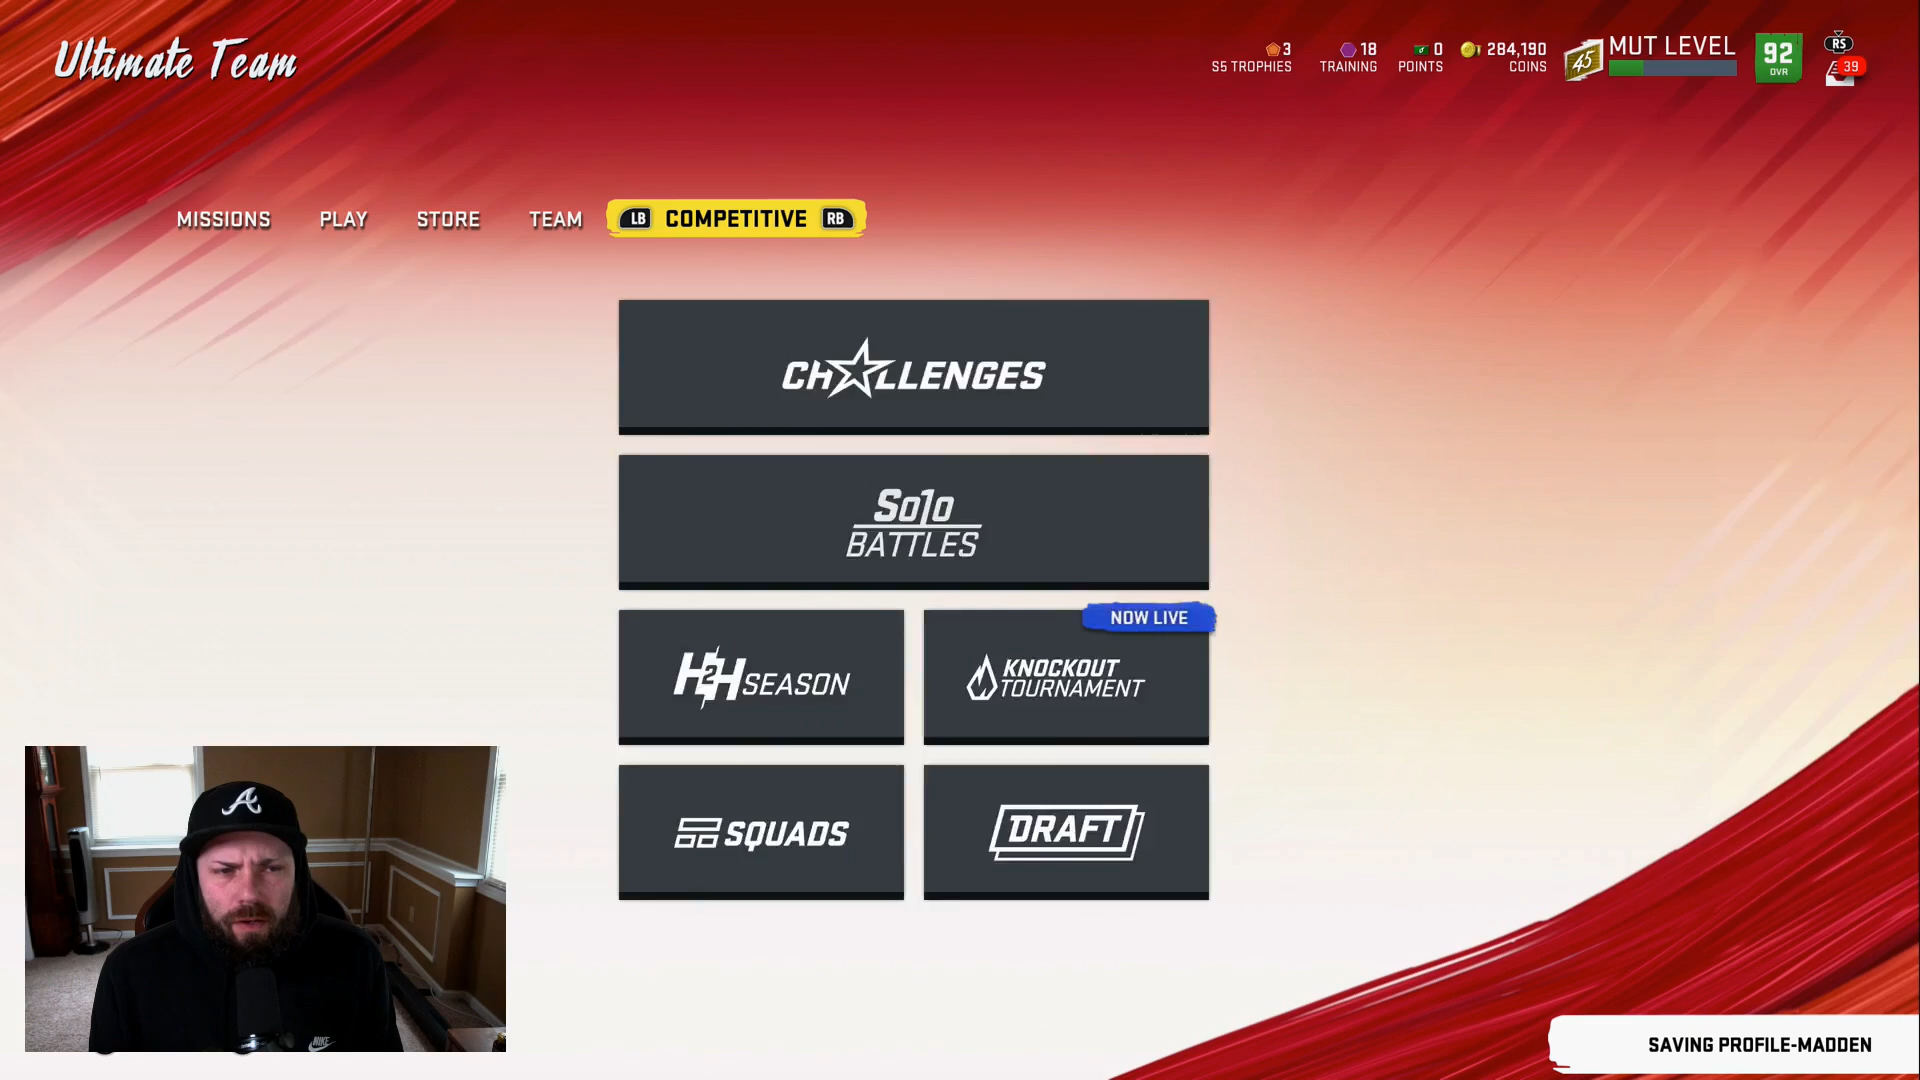 Ultimate Team
3
S5 TROPHIES
18
TRAINING
0
POINTS
284,190
COINS
45
MUT LEVEL
92
OVR
RS
39
MISSIONS
PLAY
STORE
TEAM
LB COMPETITIVE RB
CHALLENGES
Solo
BATTLES
H2H SEASON
NOW LIVE
KNOCKOUT
TOURNAMENT
SQUADS
DRAFT
A
NIKE
SAVING PROFILE-MADDEN